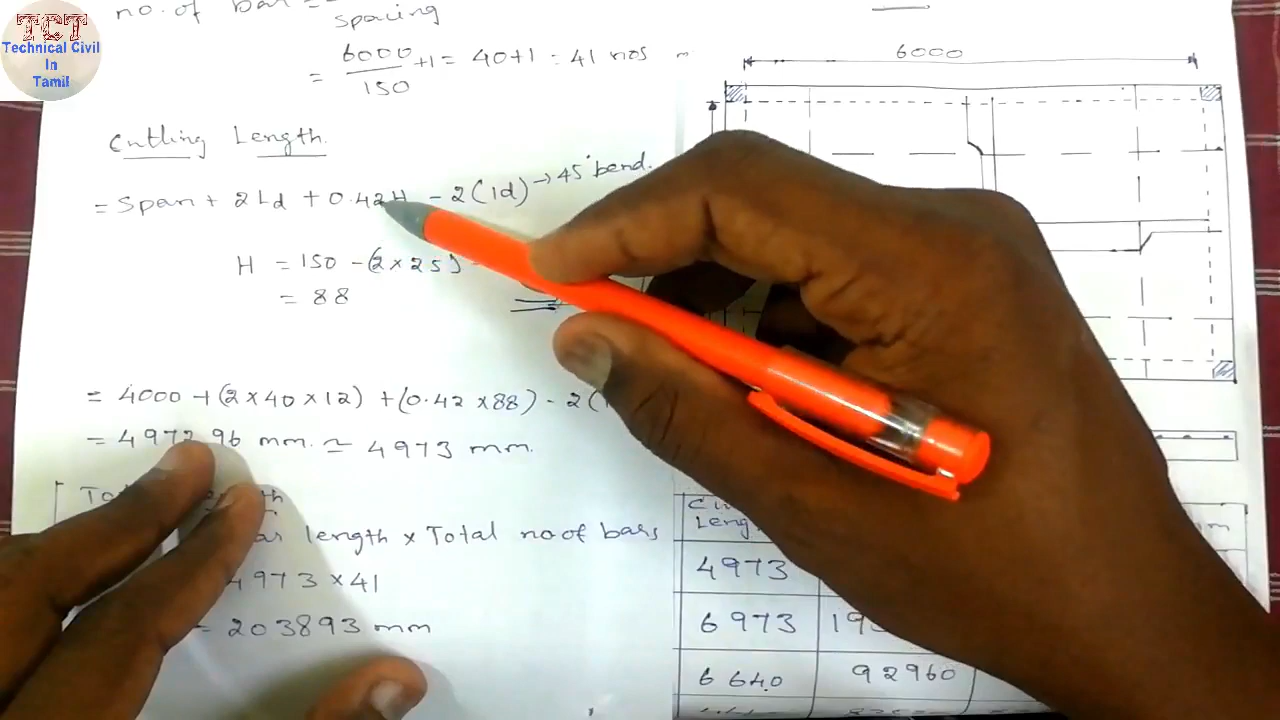 TCT
Technical Civil
In
Tamil
no. of bars =
spacing
= 6000/150 +1 = 40+1 = 41 nos
Cutting Length
= Span + 2Ld + 0.42H - 2(1d) → 45° bend.
H = 150 - (2×25) -
= 88
= 4000 + (2×40×12) + (0.42×88) - 2(
= 4972.96 mm. ≃ 4973 mm.
length × Total no of bars
4973 × 41
= 203893 mm
6000
Length
4973
6973
6640 92960